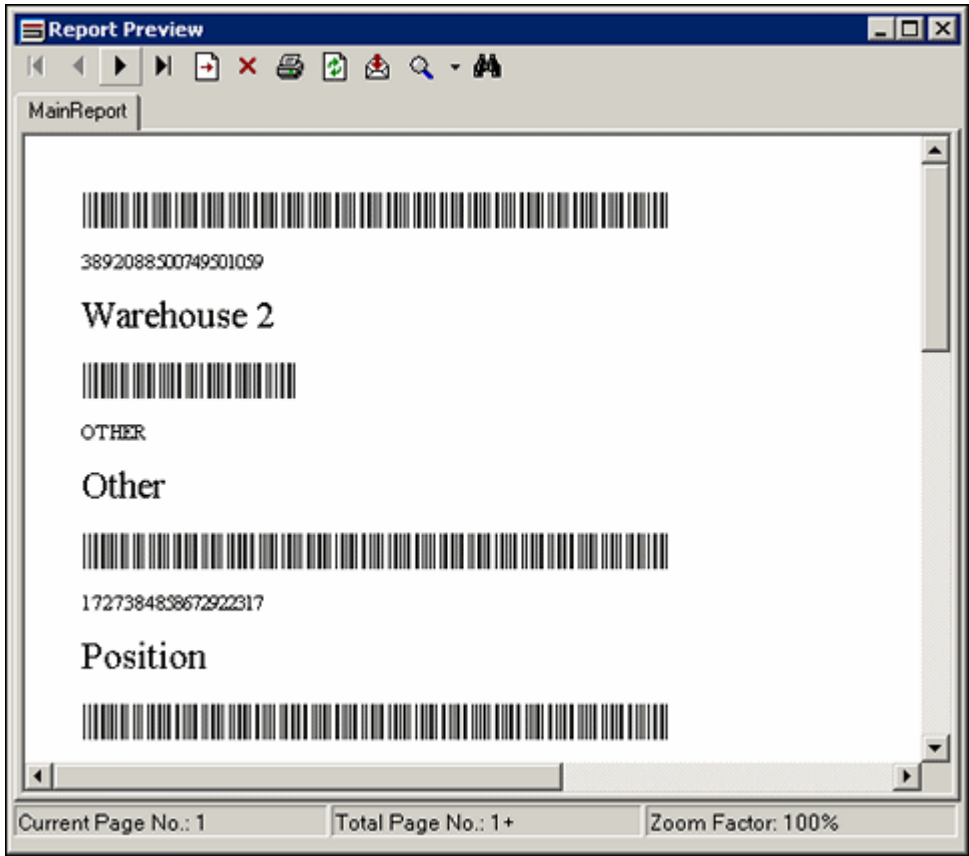 Report Preview
MainReport
3892088500749501059
Warehouse 2
OTHER
Other
1727384858672922317
Position
Current Page No.: 1
Total Page No.: 1+
Zoom Factor: 100%